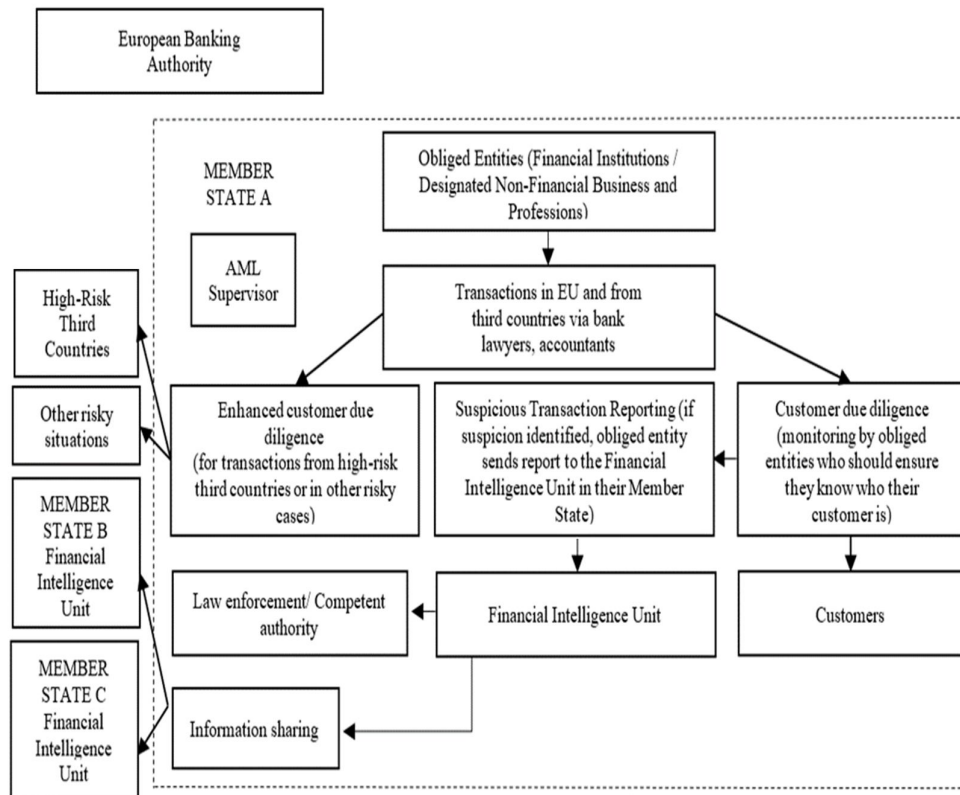 European Banking
Authority
MEMBER
STATE A
Obliged Entities (Financial Institutions /
Designated Non-Financial Business and
Professions)
AML
Supervisor
Transactions in EU and from
third countries via bank
lawyers, accountants
High-Risk
Third
Countries
Other risky
situations
Enhanced customer due
diligence
(for transactions from high-risk
third countries or in other risky
cases)
Suspicious Transaction Reporting (if
suspicion identified, obliged entity
sends report to the Financial
Intelligence Unit in their Member
State)
Customer due diligence
(monitoring by obliged
entities who should ensure
they know who their
customer is)
MEMBER
STATE B
Financial
Intelligence
Unit
Law enforcement/ Competent
authority
Financial Intelligence Unit
Customers
MEMBER
STATE C
Financial
Intelligence
Unit
Information sharing